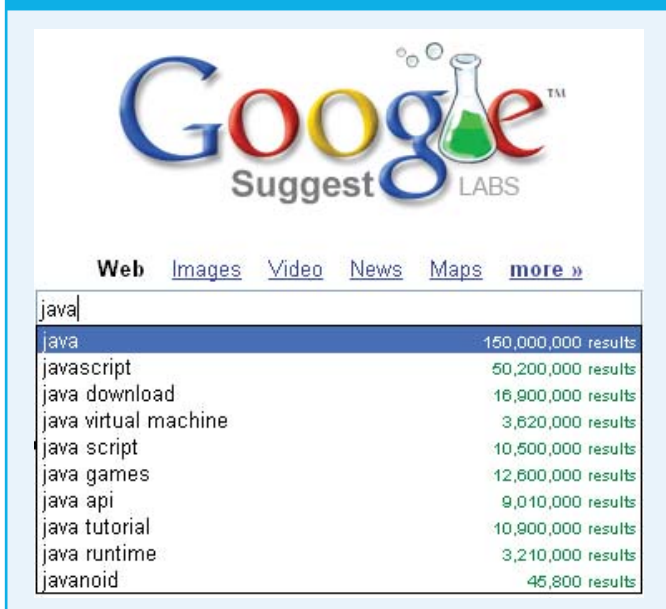 Google™
Suggest LABS
Web Images Video News Maps more »
java
java 150,000,000 results
javascript 50,200,000 results
java download 16,900,000 results
java virtual machine 3,620,000 results
java script 10,500,000 results
java games 12,600,000 results
java api 9,010,000 results
java tutorial 10,900,000 results
java runtime 3,210,000 results
javanoid 45,800 results